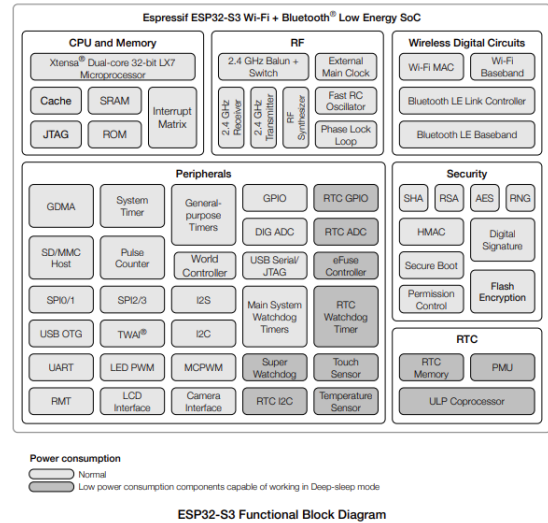 Espressif ESP32-S3 Wi-Fi + Bluetooth® Low Energy SoC
CPU and Memory
Xtensa® Dual-core 32-bit LX7
Microprocessor
Cache
SRAM
Interrupt
Matrix
JTAG
ROM
RF
2.4 GHz Balun +
Switch
External
Main Clock
2.4 GHz
Receiver
2.4 GHz
Transmitter
RF
Synthesizer
Fast RC
Oscillator
Phase Lock
Loop
Wireless Digital Circuits
Wi-Fi MAC
Wi-Fi
Baseband
Bluetooth LE Link Controller
Bluetooth LE Baseband
Peripherals
GDMA
System
Timer
General-
purpose
Timers
GPIO
RTC GPIO
DIG ADC
RTC ADC
SD/MMC
Host
Pulse
Counter
World
Controller
USB Serial/
JTAG
eFuse
Controller
SPI0/1
SPI2/3
I2S
Main System
Watchdog
Timers
RTC
Watchdog
Timer
USB OTG
TWAI®
I2C
UART
LED PWM
MCPWM
Super
Watchdog
Touch
Sensor
RMT
LCD
Interface
Camera
Interface
RTC I2C
Temperature
Sensor
Security
SHA
RSA
AES
RNG
HMAC
Digital
Signature
Secure Boot
Permission
Control
Flash
Encryption
RTC
RTC
Memory
PMU
ULP Coprocessor
Power consumption
Normal
Low power consumption components capable of working in Deep-sleep mode
ESP32-S3 Functional Block Diagram